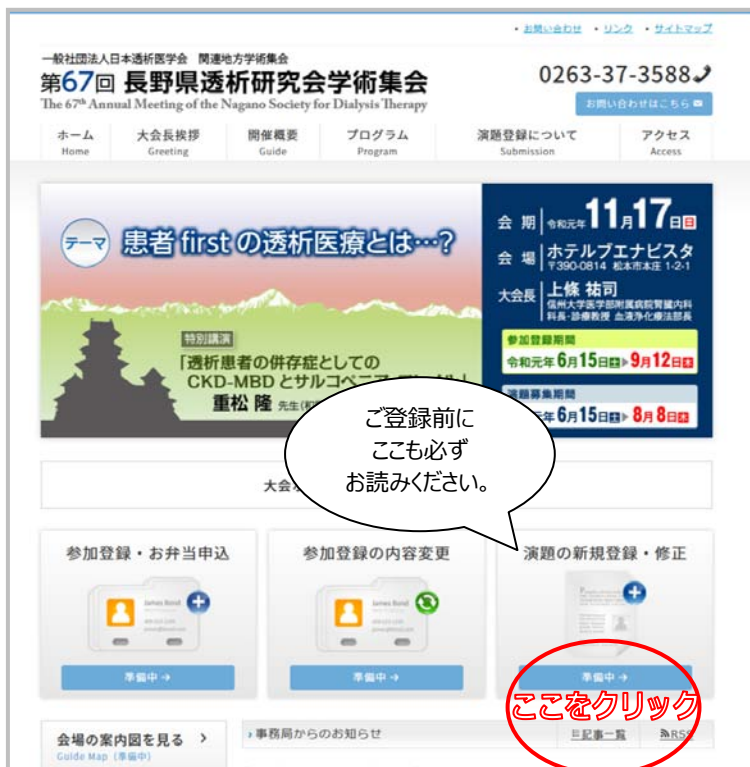 ・お問い合わせ ・リンク ・サイトマップ
一般社団法人日本透析医学会 関連地方学術集会
第67回 長野県透析研究会学術集会
The 67th Annual Meeting of the Nagano Society for Dialysis Therapy
0263-37-3588
お問い合わせはこちら
ホーム 大会長挨拶 開催概要 プログラム 演題登録について アクセス
Home Greeting Guide Program Submission Access
テーマ 患者 first の透析医療とは…?
会 期 令和元年 11月17日日
会 場 ホテルブエナビスタ
〒390-0814 松本市本庄 1-2-1
大会長 上條 祐司
信州大学医学部附属病院腎臓内科
科長・診療教授 血液浄化療法部長
参加登録期間
令和元年 6月15日土▶9月12日木
演題募集期間
元年 6月15日土▶8月8日木
特別講演
「透析患者の併存症としての
CKD-MBD とサルコペニア
重松 隆 先生
ご登録前に
ここも必ず
お読みください。
大会
参加登録・お弁当申込
James Bond
準備中 →
参加登録の内容変更
James Bond
準備中 →
演題の新規登録・修正
準備中 →
ここをクリック
会場の案内図を見る >
Guide Map (準備中)
› 事務局からのお知らせ
記事一覧 RSS